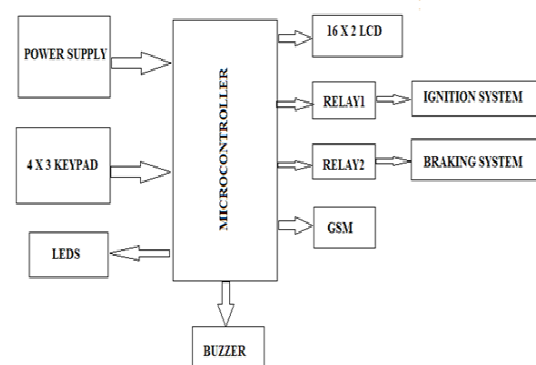 POWER SUPPLY
4 X 3 KEYPAD
LEDS
MICROCONTROLLER
BUZZER
16 X 2 LCD
RELAY1
IGNITION SYSTEM
RELAY2
BRAKING SYSTEM
GSM